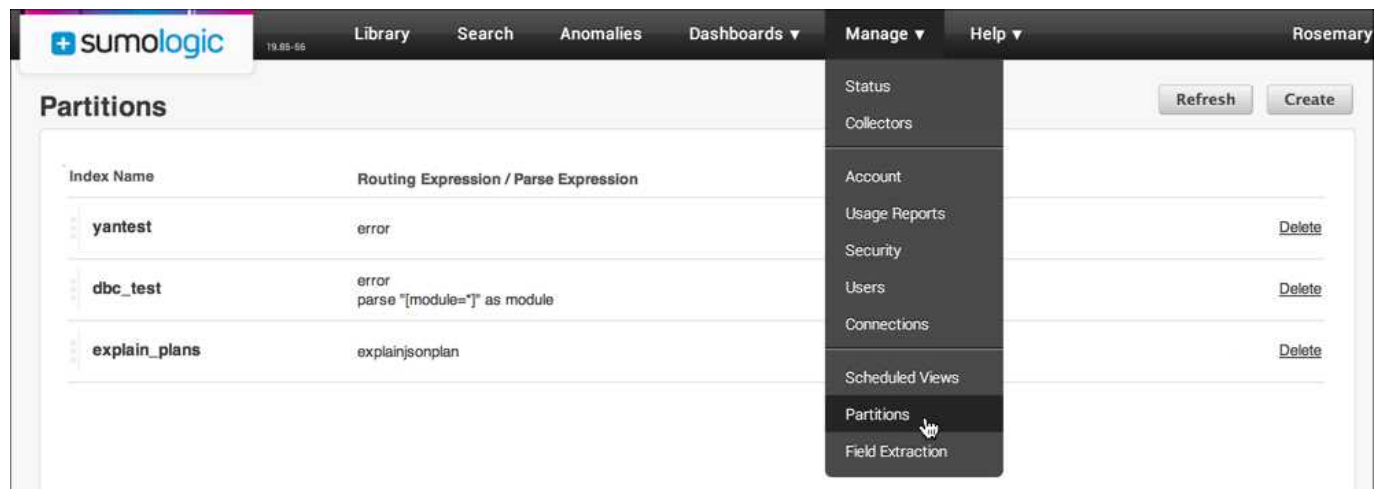 sumologic
19.85-56
Library Search Anomalies Dashboards ▼ Manage ▼ Help ▼ Rosemary
Partitions
Refresh Create
Status
Collectors
Account
Usage Reports
Security
Users
Connections
Scheduled Views
Partitions
Field Extraction
Index Name Routing Expression / Parse Expression
yantest error Delete
dbc_test error
parse "[module=*]" as module Delete
explain_plans explainjsonplan Delete